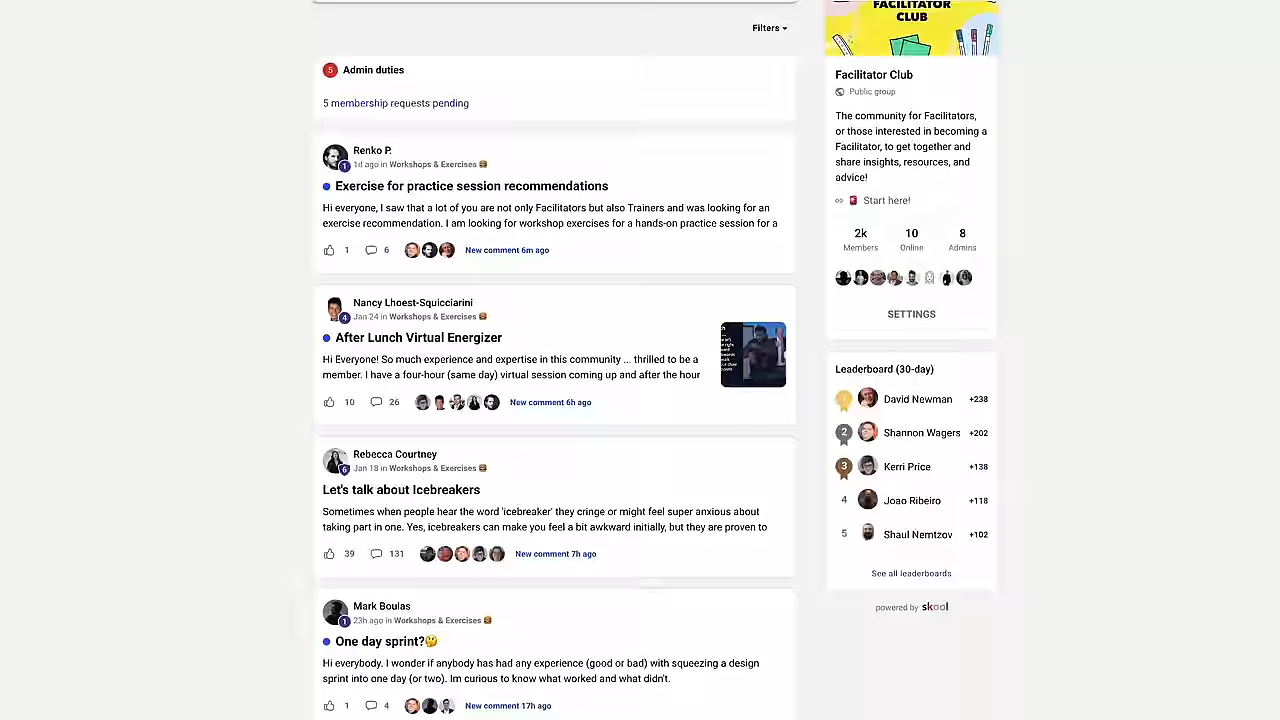 Filters
5 Admin duties
5 membership requests pending
Renko P.
1
1d ago in Workshops & Exercises
Exercise for practice session recommendations
Hi everyone, I saw that a lot of you are not only Facilitators but also Trainers and was looking for an
exercise recommendation. I am looking for workshop exercises for a hands-on practice session for a
1 6 New comment 6m ago
Nancy Lhoest-Squicciarini
4
Jan 24 in Workshops & Exercises
After Lunch Virtual Energizer
Hi Everyone! So much experience and expertise in this community ... thrilled to be a
member. I have a four-hour (same day) virtual session coming up and after the hour
10 26 New comment 6h ago
Rebecca Courtney
6
Jan 18 in Workshops & Exercises
Let's talk about Icebreakers
Sometimes when people hear the word 'icebreaker' they cringe or might feel super anxious about
taking part in one. Yes, icebreakers can make you feel a bit awkward initially, but they are proven to
39 131 New comment 7h ago
Mark Boulas
1
23h ago in Workshops & Exercises
One day sprint?🤔
Hi everybody. I wonder if anybody has had any experience (good or bad) with squeezing a design
sprint into one day (or two). Im curious to know what worked and what didn't.
1 4 New comment 17h ago
FACILITATOR
CLUB
Facilitator Club
Public group
The community for Facilitators,
or those interested in becoming a
Facilitator, to get together and
share insights, resources, and
advice!
Start here!
2k 10 8
Members Online Admins
SETTINGS
Leaderboard (30-day)
David Newman +238
2 Shannon Wagers +202
3 Kerri Price +138
4 Joao Ribeiro +118
5 Shaul Nemtzov +102
See all leaderboards
powered by skool